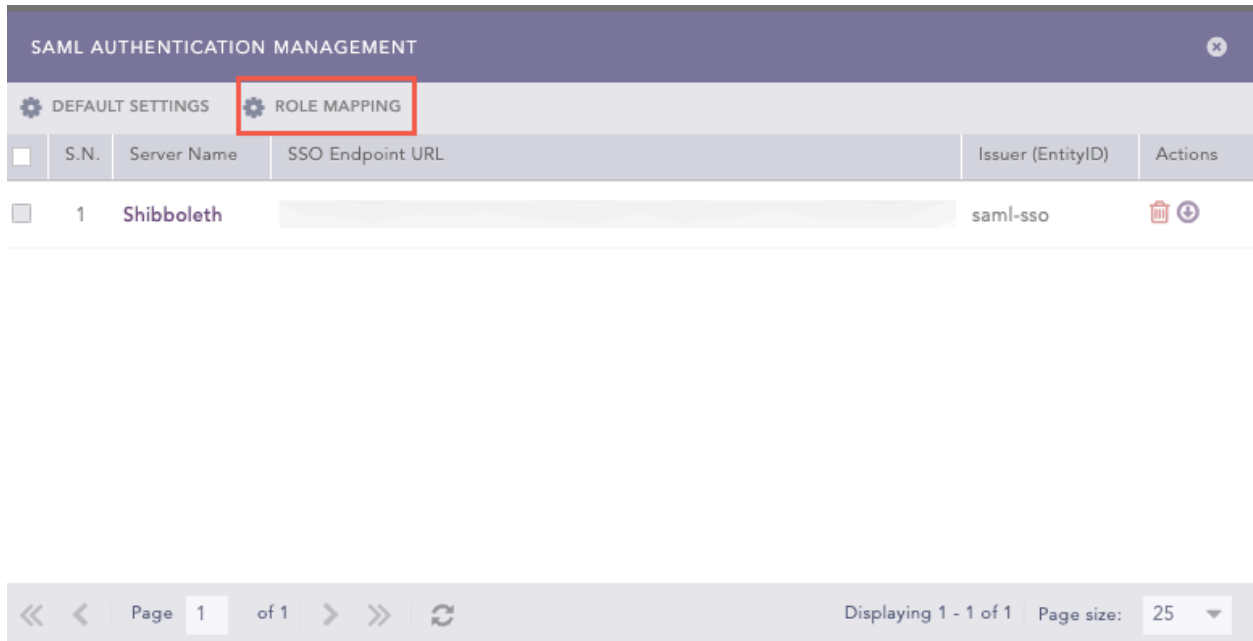 SAML AUTHENTICATION MANAGEMENT
DEFAULT SETTINGS ROLE MAPPING
S.N. Server Name SSO Endpoint URL Issuer (EntityID) Actions
1 Shibboleth saml-sso
Page 1 of 1 Displaying 1 - 1 of 1 Page size: 25